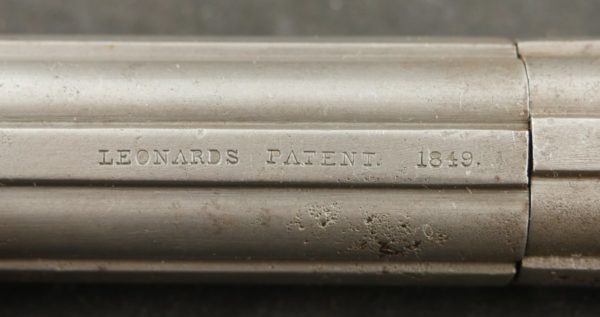 LEONARDS PATENT. 1849.